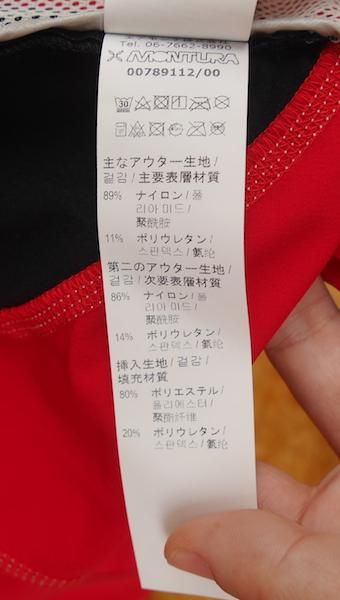 Tel. 06-7662-8990
MONTURA
00789112/00
30
主なアウター生地/
겉감/主要表層材質
89% ナイロン/폴
리아미드/
聚酰胺
11% ポリウレタン/
스판덱스/氨纶
第二のアウター生地/
겉감/次要表層材質
86% ナイロン/폴
리아미드/
聚酰胺
14% ポリウレタン/
스판덱스/氨纶
挿入生地/겉감/
填充材質
80% ポリエステル/
폴리에스터/
聚酯纤维
20% ポリウレタン/
스판덱스/氨纶